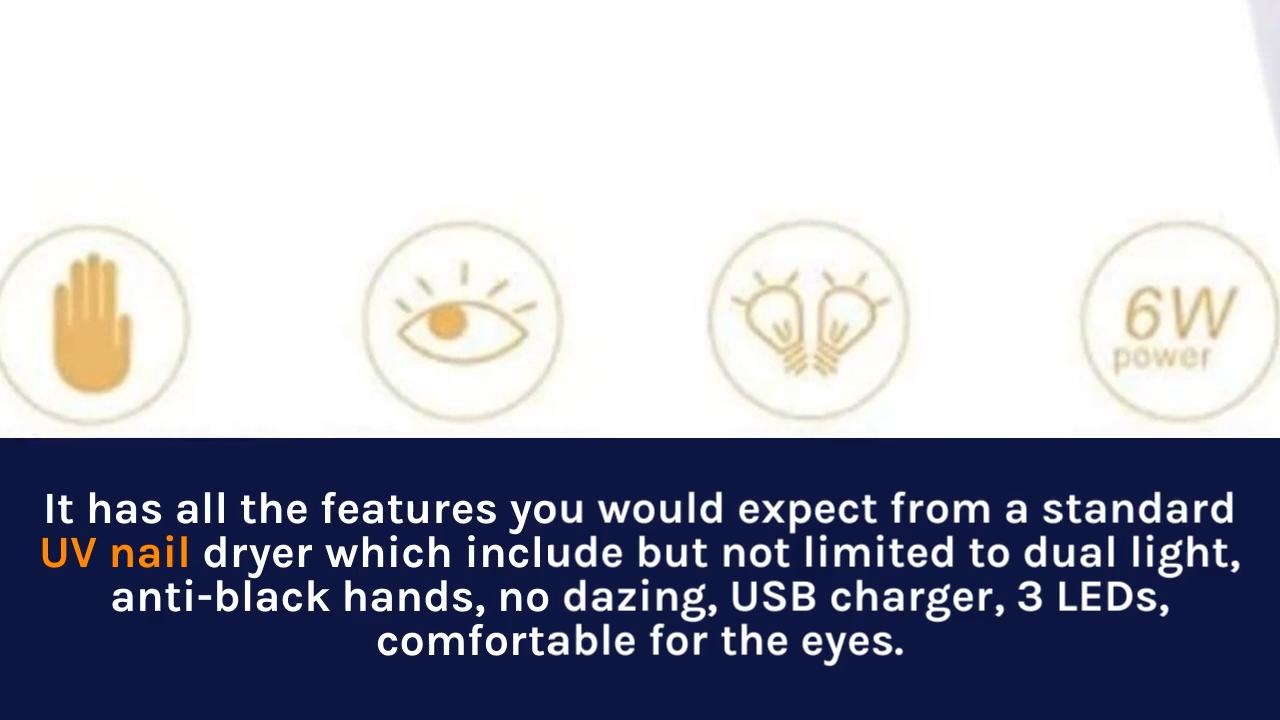 6W
power
It has all the features you would expect from a standard
UV nail dryer which include but not limited to dual light,
anti-black hands, no dazing, USB charger, 3 LEDs,
comfortable for the eyes.